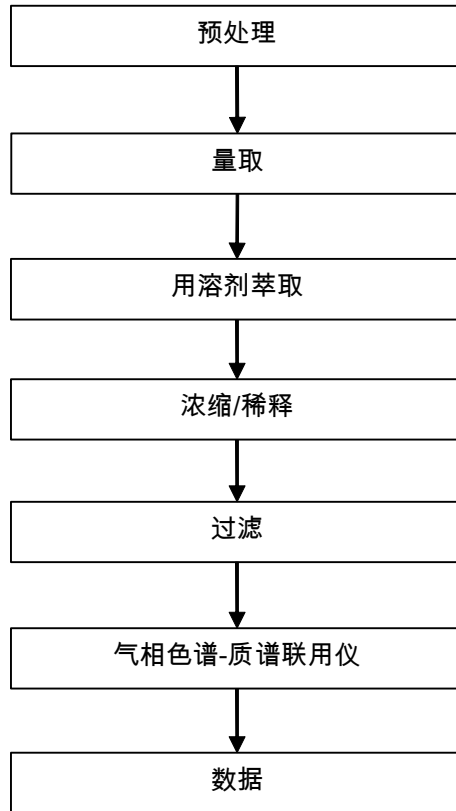 预处理
量取
用溶剂萃取
浓缩/稀释
过滤
气相色谱-质谱联用仪
数据